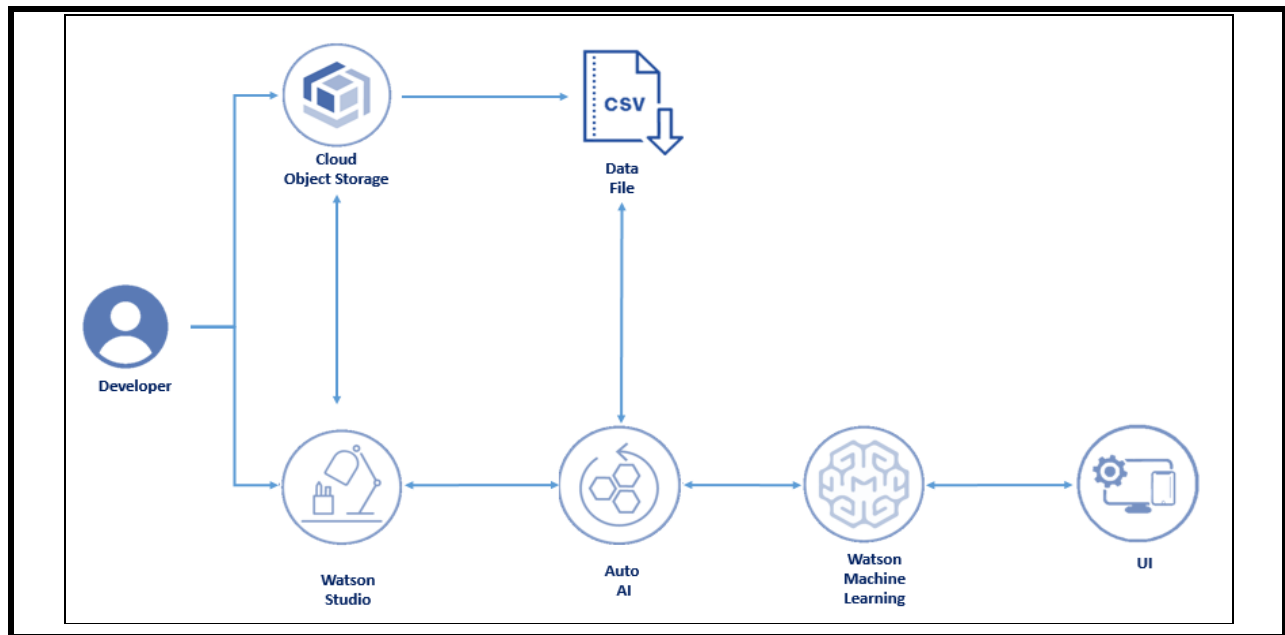 CSV
Cloud
Object Storage
Data
File
Developer
Watson
Studio
Auto
AI
Watson
Machine
Learning
UI